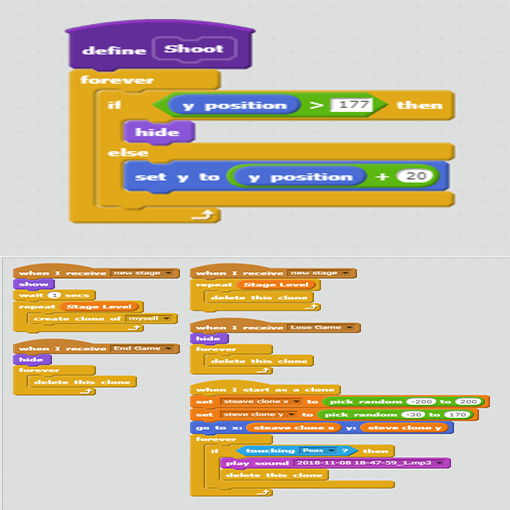 define Shoot
forever
if y position > 177 then
hide
else
set y to y position + 20
when I receive new stage
show
wait 1 secs
repeat Stage Level
create clone of myself
when I receive End Game
hide
forever
delete this clone
when I receive new stage
repeat Stage Level
delete this clone
when I receive Lose Game
hide
forever
delete this clone
when I start as a clone
set steave clone x to pick random -200 to 200
set steve clone y to pick random -30 to 170
go to x: steave clone x y: steve clone y
forever
if touching Peas ? then
play sound 2018-11-08 18-47-59_1.mp3
delete this clone